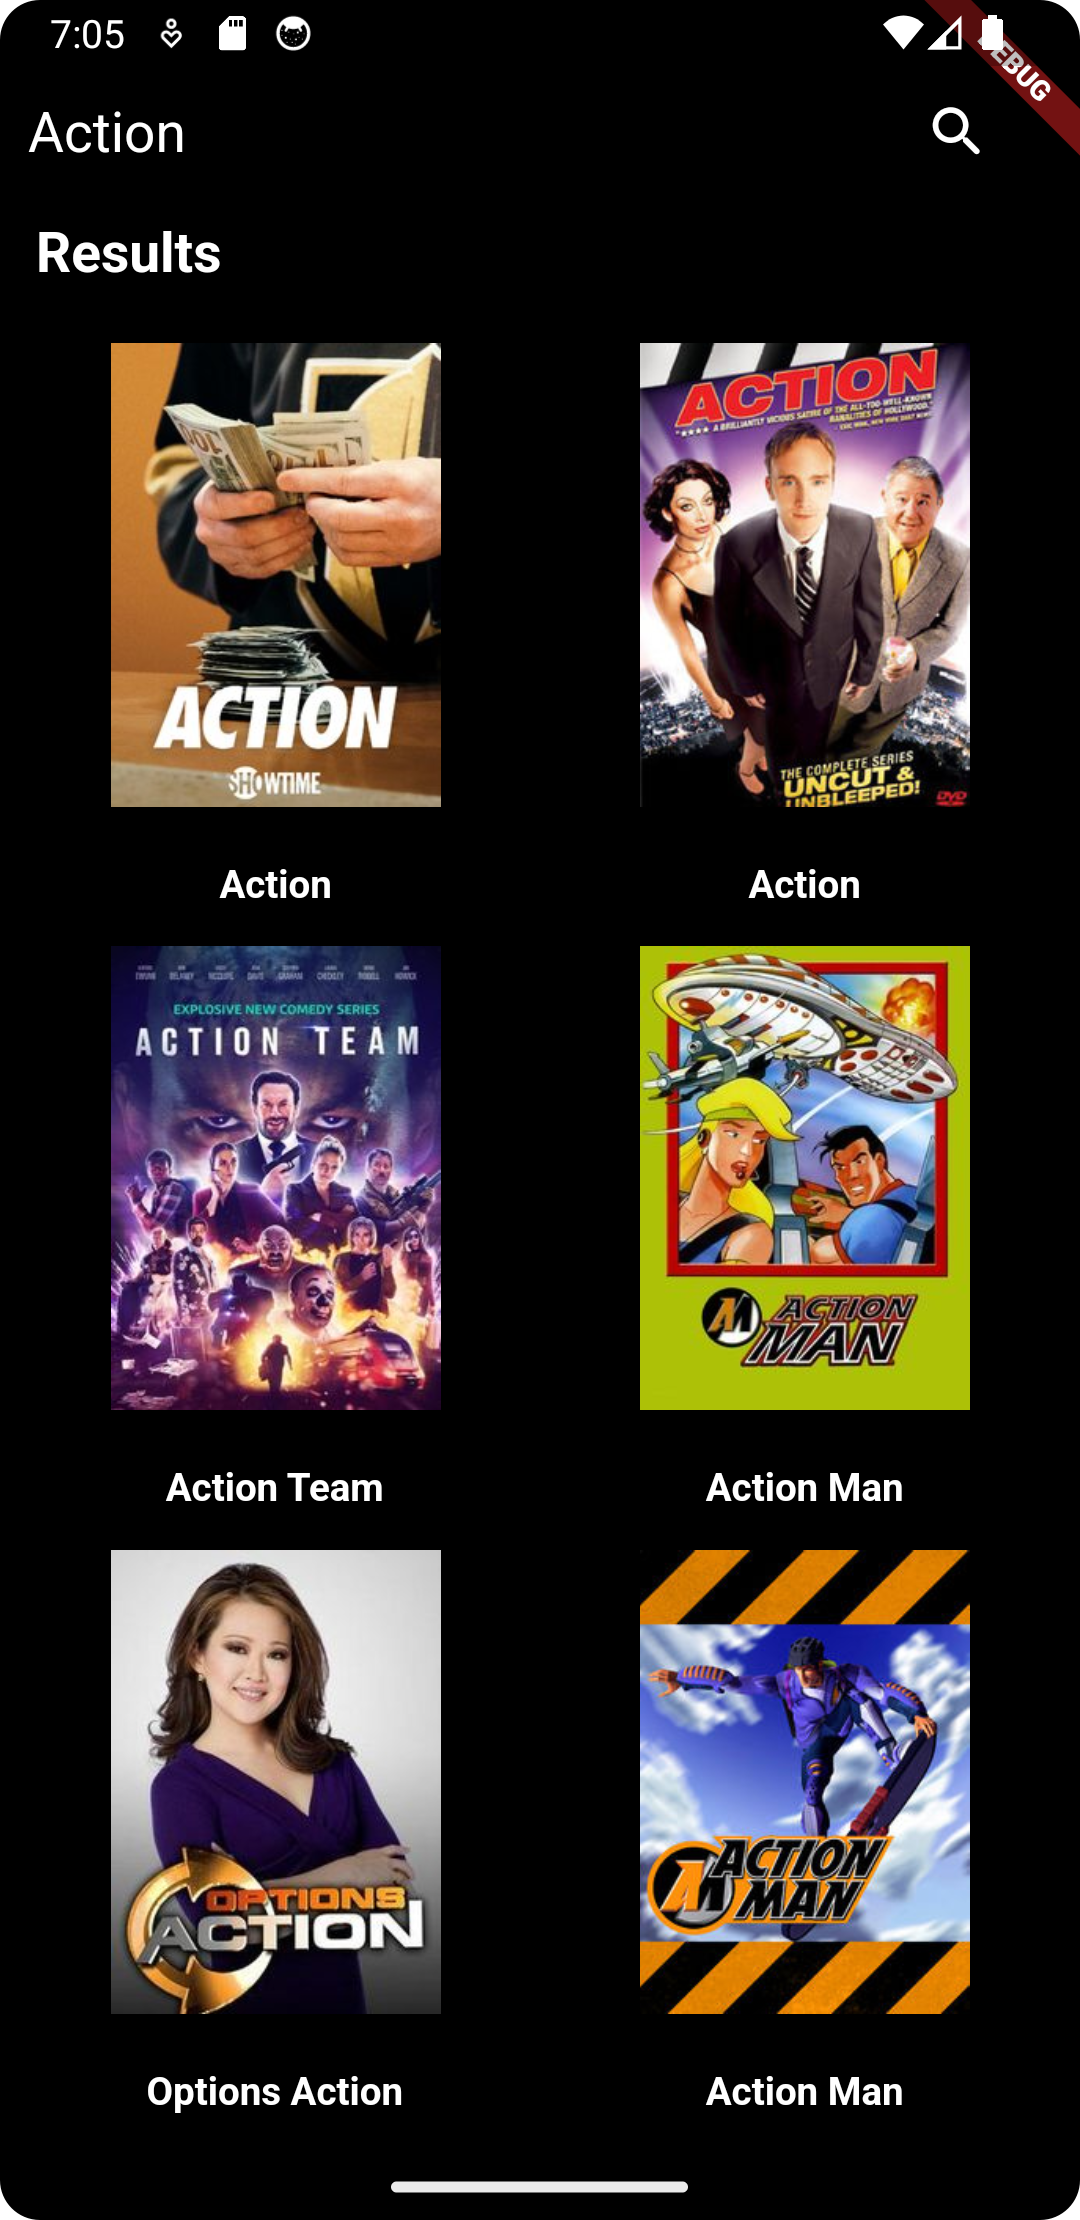 7:05
DEBUG
Action
Results
ACTION
SHOWTIME
ACTION
"★★★★ A BRILLIANTLY VICIOUS SATIRE OF THE ALL-TOO-WELL-KNOWN
BANALITIES OF HOLLYWOOD."
THE COMPLETE SERIES
UNCUT &
UNBLEEPED!
DVD
Action
Action
EXPLOSIVE NEW COMEDY SERIES
ACTION TEAM
ACTION
MAN
Action Team
Action Man
OPTIONS
ACTION
ACTION
MAN
Options Action
Action Man